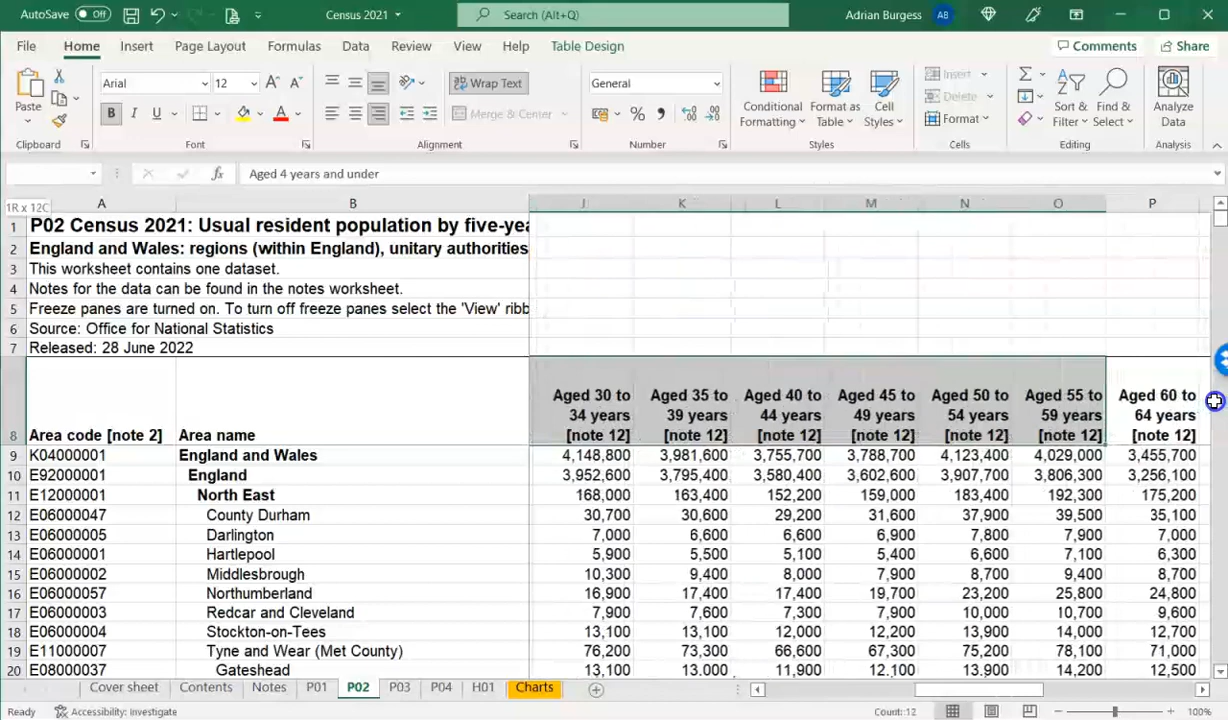 AutoSave Off Census 2021 Search (Alt+Q) Adrian Burgess AB
File Home Insert Page Layout Formulas Data Review View Help Table Design Comments Share
Arial 12 Wrap Text General Insert
Paste B I U Merge & Center % , Conditional Formatting Format as Table Cell Styles Delete Format Sort & Filter Find & Select Analyze Data
Clipboard Font Alignment Number Styles Cells Editing Analysis
fx Aged 4 years and under
1R x 12C A B J K L M N O P
1 P02 Census 2021: Usual resident population by five-yea
2 England and Wales: regions (within England), unitary authorities
3 This worksheet contains one dataset.
4 Notes for the data can be found in the notes worksheet.
5 Freeze panes are turned on. To turn off freeze panes select the 'View' ribb
6 Source: Office for National Statistics
7 Released: 28 June 2022
Aged 30 to Aged 35 to Aged 40 to Aged 45 to Aged 50 to Aged 55 to Aged 60 to
34 years 39 years 44 years 49 years 54 years 59 years 64 years
8 Area code [note 2] Area name [note 12] [note 12] [note 12] [note 12] [note 12] [note 12] [note 12]
9 K04000001 England and Wales 4,148,800 3,981,600 3,755,700 3,788,700 4,123,400 4,029,000 3,455,700
10 E92000001 England 3,952,600 3,795,400 3,580,400 3,602,600 3,907,700 3,806,300 3,256,100
11 E12000001 North East 168,000 163,400 152,200 159,000 183,400 192,300 175,200
12 E06000047 County Durham 30,700 30,600 29,200 31,600 37,900 39,500 35,100
13 E06000005 Darlington 7,000 6,600 6,600 6,900 7,800 7,900 7,000
14 E06000001 Hartlepool 5,900 5,500 5,100 5,400 6,600 7,100 6,300
15 E06000002 Middlesbrough 10,300 9,400 8,000 7,900 8,700 9,400 8,700
16 E06000057 Northumberland 16,900 17,400 17,400 19,700 23,200 25,800 24,800
17 E06000003 Redcar and Cleveland 7,900 7,600 7,300 7,900 10,000 10,700 9,600
18 E06000004 Stockton-on-Tees 13,100 13,100 12,000 12,200 13,900 14,000 12,700
19 E11000007 Tyne and Wear (Met County) 76,200 73,300 66,600 67,300 75,200 78,100 71,000
20 E08000037 Gateshead 13,100 13,000 11,900 12,100 13,900 14,200 12,500
Cover sheet Contents Notes P01 P02 P03 P04 H01 Charts
Ready Accessibility: Investigate Count: 12 100%